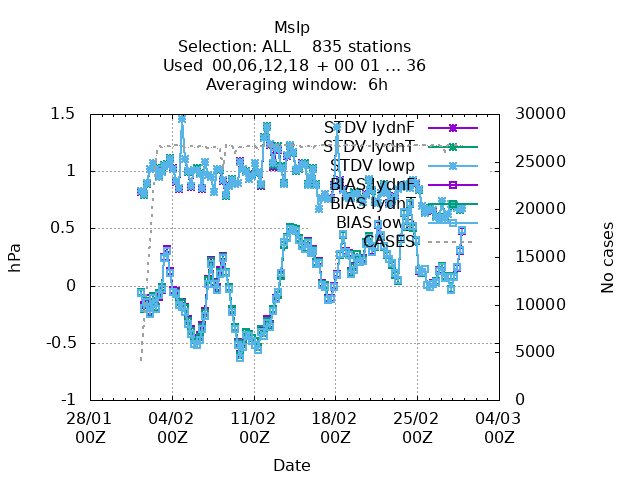 Mslp
Selection: ALL 835 stations
Used 00,06,12,18 + 00 01 ... 36
Averaging window: 6h
1.5
1
0.5
0
-0.5
-1
hPa
30000
25000
20000
15000
10000
5000
0
No cases
STDV lydnF
STDV lydnT
STDV lowp
BIAS lydnF
BIAS lydnT
BIAS lowp
CASES
28/01 04/02 11/02 18/02 25/02 04/03
00Z 00Z 00Z 00Z 00Z 00Z
Date